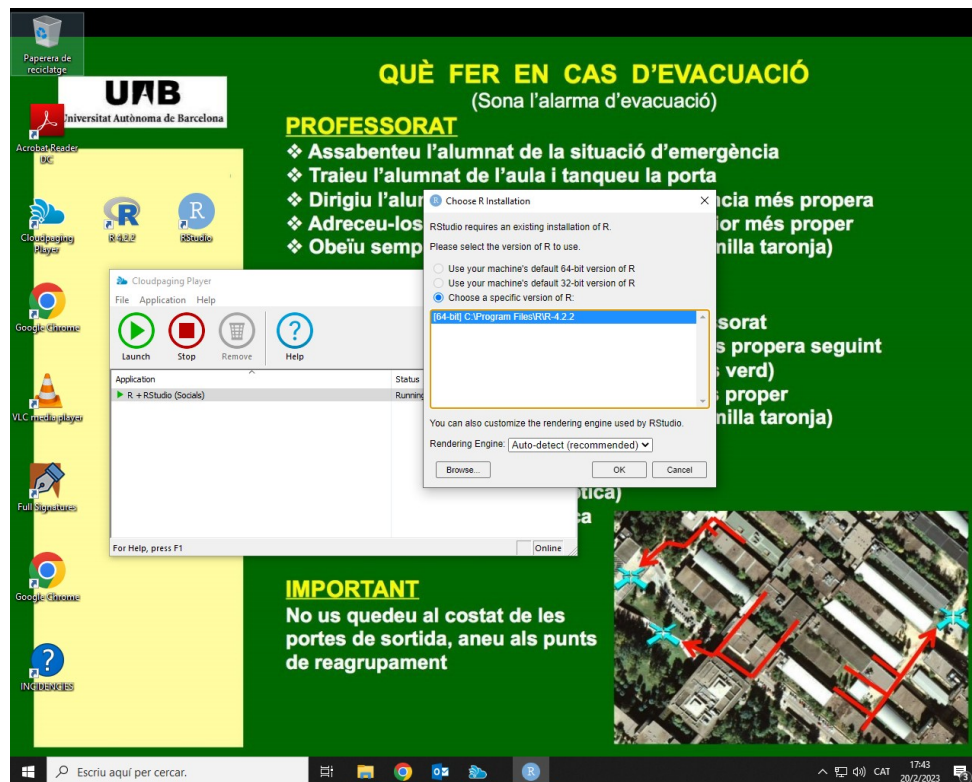 Paperera de
reciclatge
UAB
Universitat Autònoma de Barcelona
Acrobat Reader
DC
Cloudpaging
Player
R 4.2.2
RStudio
Google Chrome
VLC media player
Full Signatures
Google Chrome
INCIDENCIES
QUÈ FER EN CAS D'EVACUACIÓ
(Sona l'alarma d'evacuació)
PROFESSORAT
❖ Assabenteu l'alumnat de la situació d'emergència
❖ Traieu l'alumnat de l'aula i tanqueu la porta
❖ Dirigiu l'alu
ncia més propera
❖ Adreceu-los
ior més proper
❖ Obeïu semp
milla taronja)
sorat
s propera seguint
s verd)
proper
milla taronja)
òtica)
ca
Cloudpaging Player
File Application Help
Launch Stop Remove Help
Application Status
R + RStudio (Socials) Running
For Help, press F1 Online
Choose R Installation
RStudio requires an existing installation of R.
Please select the version of R to use.
Use your machine's default 64-bit version of R
Use your machine's default 32-bit version of R
Choose a specific version of R:
[64-bit] C:\Program Files\R\R-4.2.2
You can also customize the rendering engine used by RStudio.
Rendering Engine: Auto-detect (recommended)
Browse... OK Cancel
IMPORTANT
No us quedeu al costat de les
portes de sortida, aneu als punts
de reagrupament
Escriu aquí per cercar.
CAT
17:43
20/2/2023